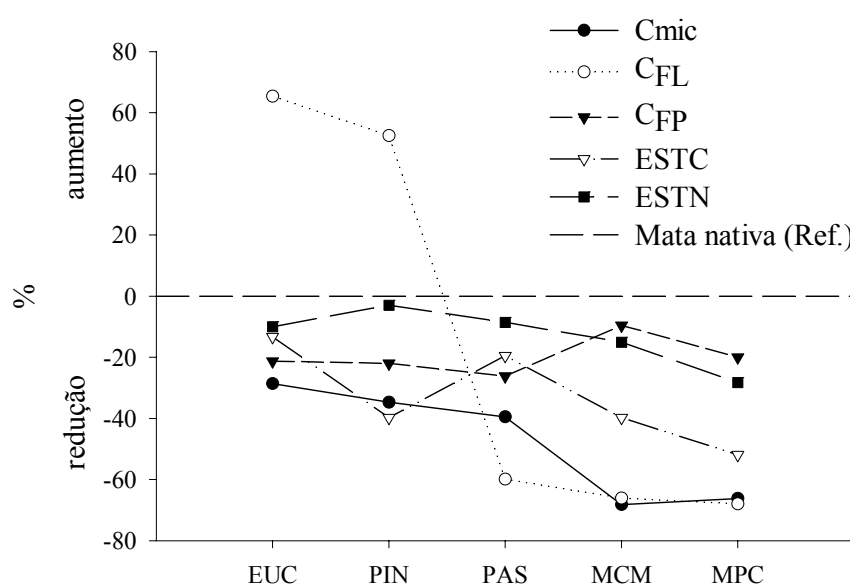 Cmic
CFL
CFP
ESTC
ESTN
Mata nativa (Ref.)
80
60
40
20
0
-20
-40
-60
-80
aumento
%
redução
EUC PIN PAS MCM MPC